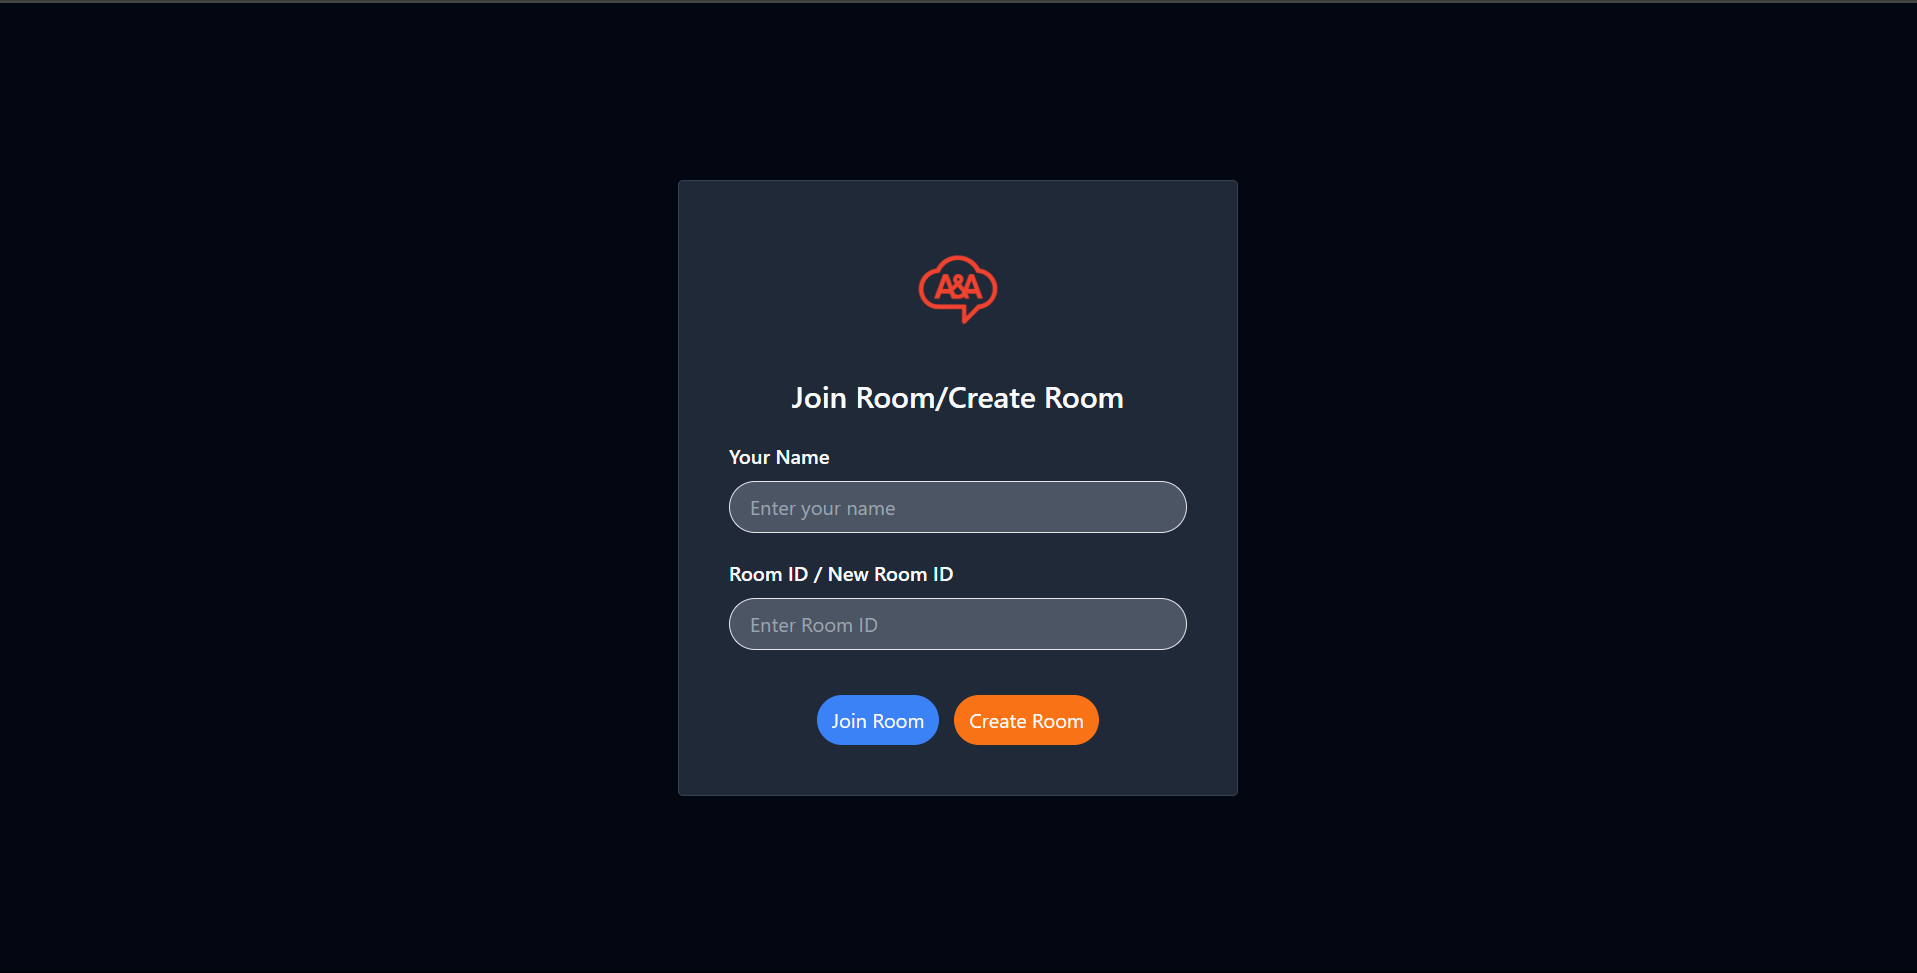 A&A
Join Room/Create Room
Your Name
Enter your name
Room ID / New Room ID
Enter Room ID
Join Room
Create Room